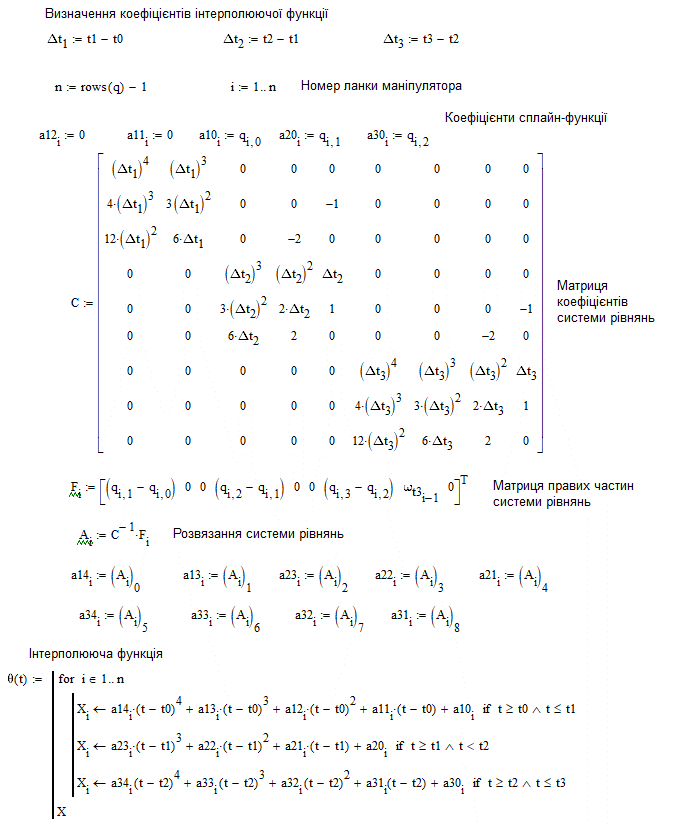 Визначення коефіцієнтів інтерполюючої функції
Δt₁ := t1 − t0 Δt₂ := t2 − t1 Δt₃ := t3 − t2
n := rows(q) − 1 i := 1.. n Номер ланки маніпулятора
Коефіцієнти сплайн-функції
a12ᵢ := 0 a11ᵢ := 0 a10ᵢ := q_{i,0} a20ᵢ := q_{i,1} a30ᵢ := q_{i,2}
(Δt₁)⁴ (Δt₁)³ 0 0 0 0 0 0 0
4·(Δt₁)³ 3(Δt₁)² 0 0 −1 0 0 0 0
12·(Δt₁)² 6·Δt₁ 0 −2 0 0 0 0 0
0 0 (Δt₂)³ (Δt₂)² Δt₂ 0 0 0 0
C := 0 0 3·(Δt₂)² 2·Δt₂ 1 0 0 0 −1 Матриця коефіцієнтів системи рівнянь
0 0 6·Δt₂ 2 0 0 0 −2 0
0 0 0 0 0 (Δt₃)⁴ (Δt₃)³ (Δt₃)² Δt₃
0 0 0 0 0 4·(Δt₃)³ 3·(Δt₃)² 2·Δt₃ 1
0 0 0 0 0 12·(Δt₃)² 6·Δt₃ 2 0
Fᵢ := [(q_{i,1} − q_{i,0}) 0 0 (q_{i,2} − q_{i,1}) 0 0 (q_{i,3} − q_{i,2}) ω_{t3_{i−1}} 0]ᵀ Матриця правих частин системи рівнянь
Aᵢ := C⁻¹·Fᵢ Розвязання системи рівнянь
a14ᵢ := (Aᵢ)₀ a13ᵢ := (Aᵢ)₁ a23ᵢ := (Aᵢ)₂ a22ᵢ := (Aᵢ)₃ a21ᵢ := (Aᵢ)₄
a34ᵢ := (Aᵢ)₅ a33ᵢ := (Aᵢ)₆ a32ᵢ := (Aᵢ)₇ a31ᵢ := (Aᵢ)₈
Інтерполююча функція
θ(t) := for i ∈ 1.. n
Xᵢ ← a14ᵢ·(t − t0)⁴ + a13ᵢ·(t − t0)³ + a12ᵢ·(t − t0)² + a11ᵢ·(t − t0) + a10ᵢ if t ≥ t0 ∧ t ≤ t1
Xᵢ ← a23ᵢ·(t − t1)³ + a22ᵢ·(t − t1)² + a21ᵢ·(t − t1) + a20ᵢ if t ≥ t1 ∧ t < t2
Xᵢ ← a34ᵢ·(t − t2)⁴ + a33ᵢ·(t − t2)³ + a32ᵢ·(t − t2)² + a31ᵢ(t − t2) + a30ᵢ if t ≥ t2 ∧ t ≤ t3
X